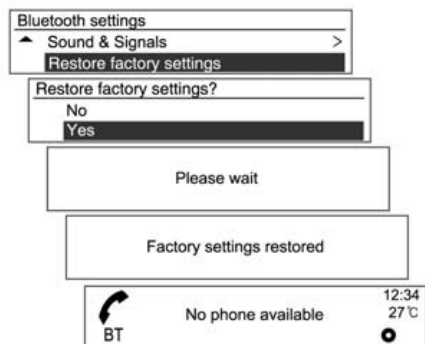 Bluetooth settings
Sound & Signals >
Restore factory settings
Restore factory settings?
No
Yes
Please wait
Factory settings restored
12:34
No phone available 27 °C
BT